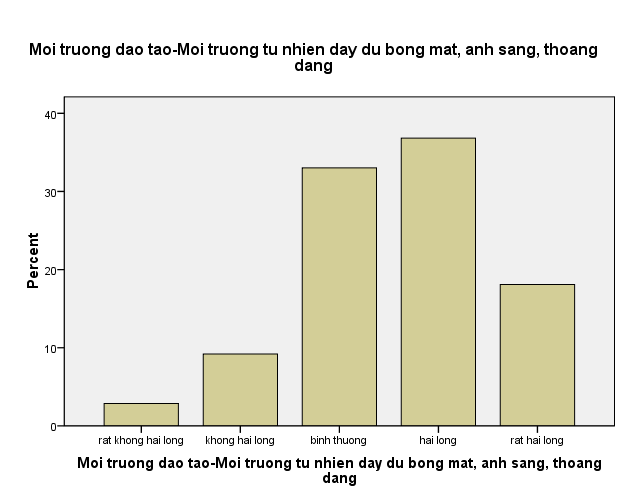 Moi truong dao tao-Moi truong tu nhien day du bong mat, anh sang, thoang
dang
40
30
20
10
0
Percent
rat khong hai long
khong hai long
binh thuong
hai long
rat hai long
Moi truong dao tao-Moi truong tu nhien day du bong mat, anh sang, thoang
dang